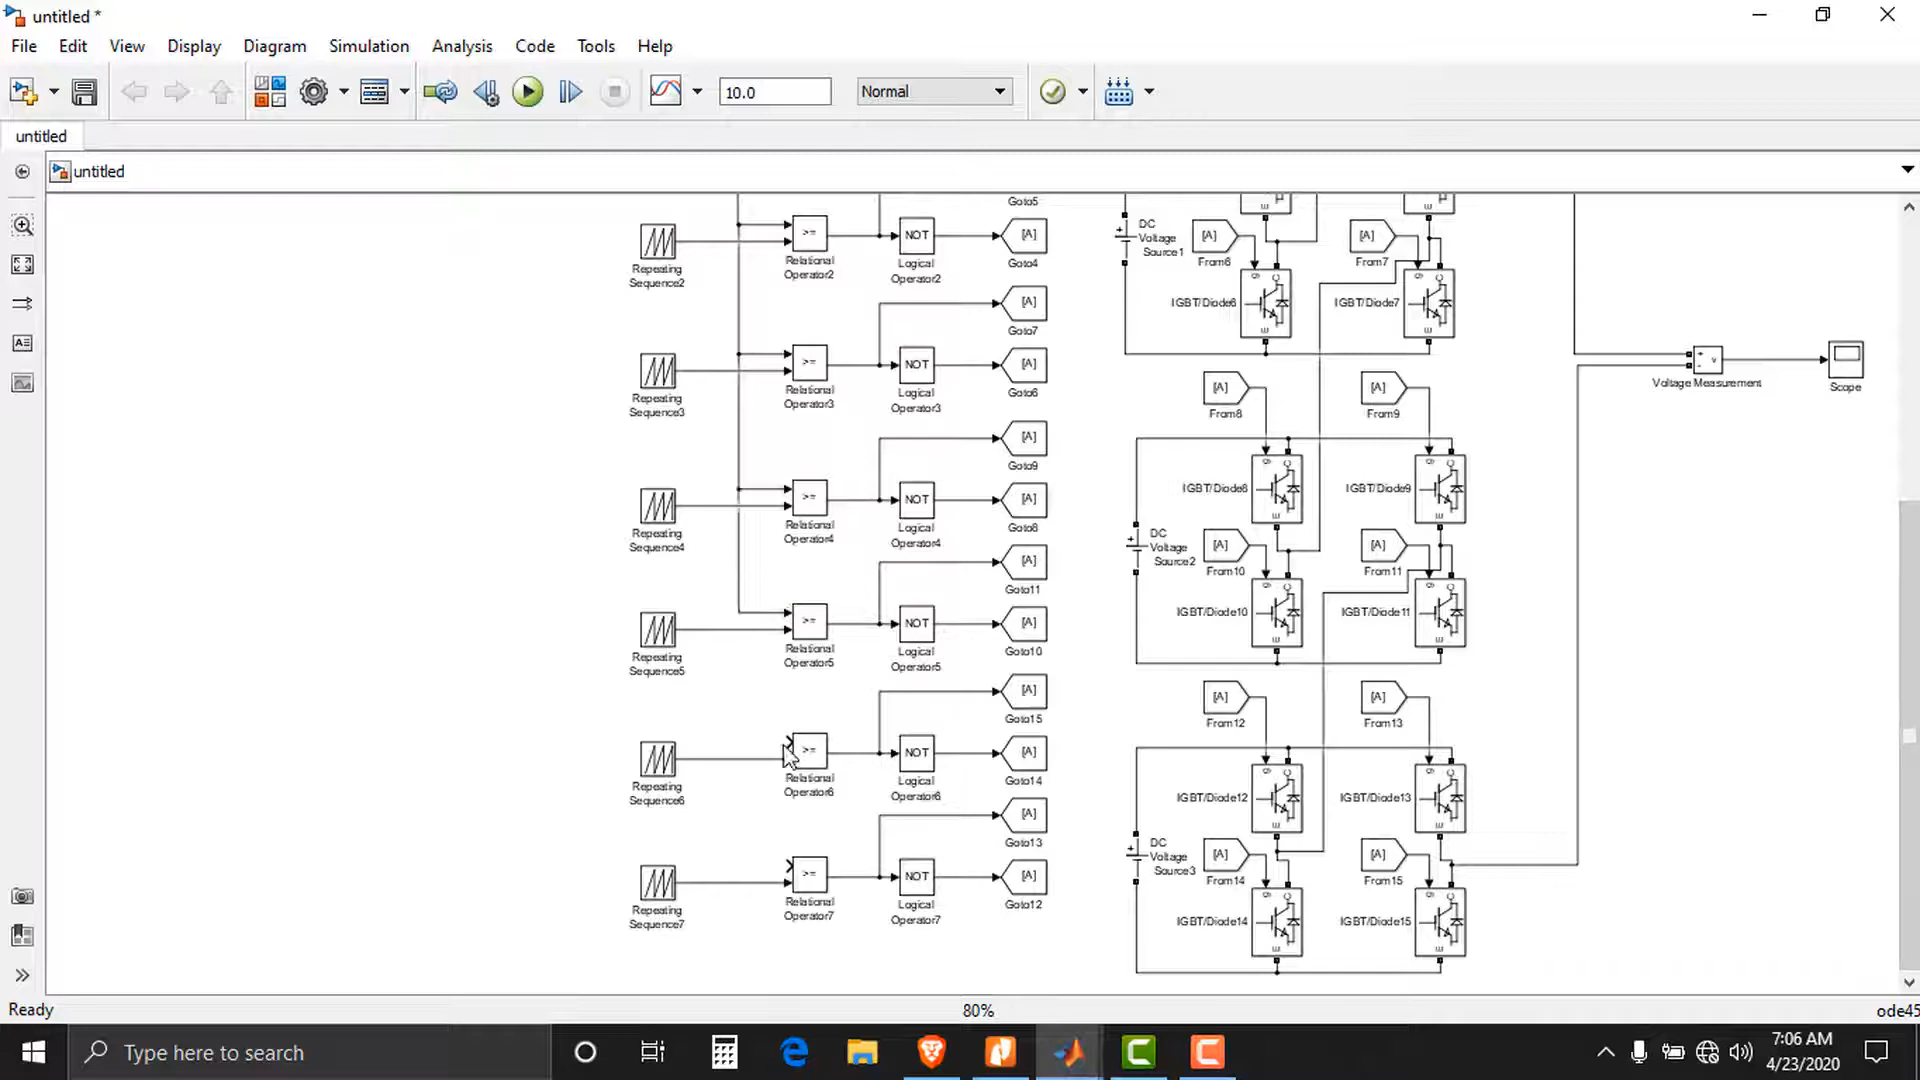 untitled *
File Edit View Display Diagram Simulation Analysis Code Tools Help
10.0
Normal
untitled
untitled
Goto5
Repeating
Sequence2
>=
Relational
Operator2
NOT
Logical
Operator2
[A]
Goto4
[A]
Goto7
Repeating
Sequence3
>=
Relational
Operator3
NOT
Logical
Operator3
[A]
Goto6
[A]
Goto9
Repeating
Sequence4
>=
Relational
Operator4
NOT
Logical
Operator4
[A]
Goto8
[A]
Goto11
Repeating
Sequence5
>=
Relational
Operator5
NOT
Logical
Operator5
[A]
Goto10
[A]
Goto15
Repeating
Sequence6
>=
Relational
Operator6
NOT
Logical
Operator6
[A]
Goto14
[A]
Goto13
Repeating
Sequence7
>=
Relational
Operator7
NOT
Logical
Operator7
[A]
Goto12
DC
Voltage
Source1
[A]
From6
[A]
From7
IGBT/Diode6
g C
E
IGBT/Diode7
g C
E
[A]
From8
[A]
From9
IGBT/Diode8
g C
E
IGBT/Diode9
g C
E
DC
Voltage
Source2
[A]
From10
[A]
From11
IGBT/Diode10
g C
E
IGBT/Diode11
g C
E
[A]
From12
[A]
From13
IGBT/Diode12
g C
E
IGBT/Diode13
g C
E
DC
Voltage
Source3
[A]
From14
[A]
From15
IGBT/Diode14
g C
E
IGBT/Diode15
g C
E
+ v
-
Voltage Measurement
Scope
Ready
80%
ode45
Type here to search
7:06 AM
4/23/2020